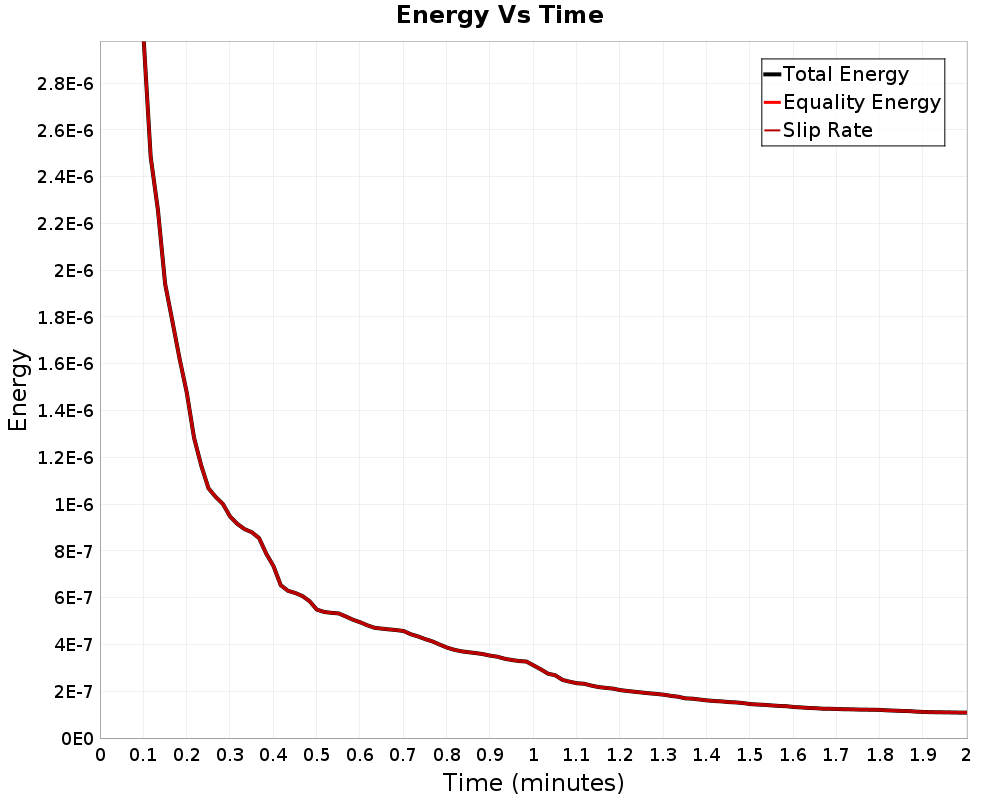 Energy Vs Time
Total Energy
Equality Energy
Slip Rate
2.8E-6
2.6E-6
2.4E-6
2.2E-6
2E-6
1.8E-6
1.6E-6
1.4E-6
1.2E-6
1E-6
8E-7
6E-7
4E-7
2E-7
0E0
Energy
0 0.1 0.2 0.3 0.4 0.5 0.6 0.7 0.8 0.9 1 1.1 1.2 1.3 1.4 1.5 1.6 1.7 1.8 1.9 2
Time (minutes)